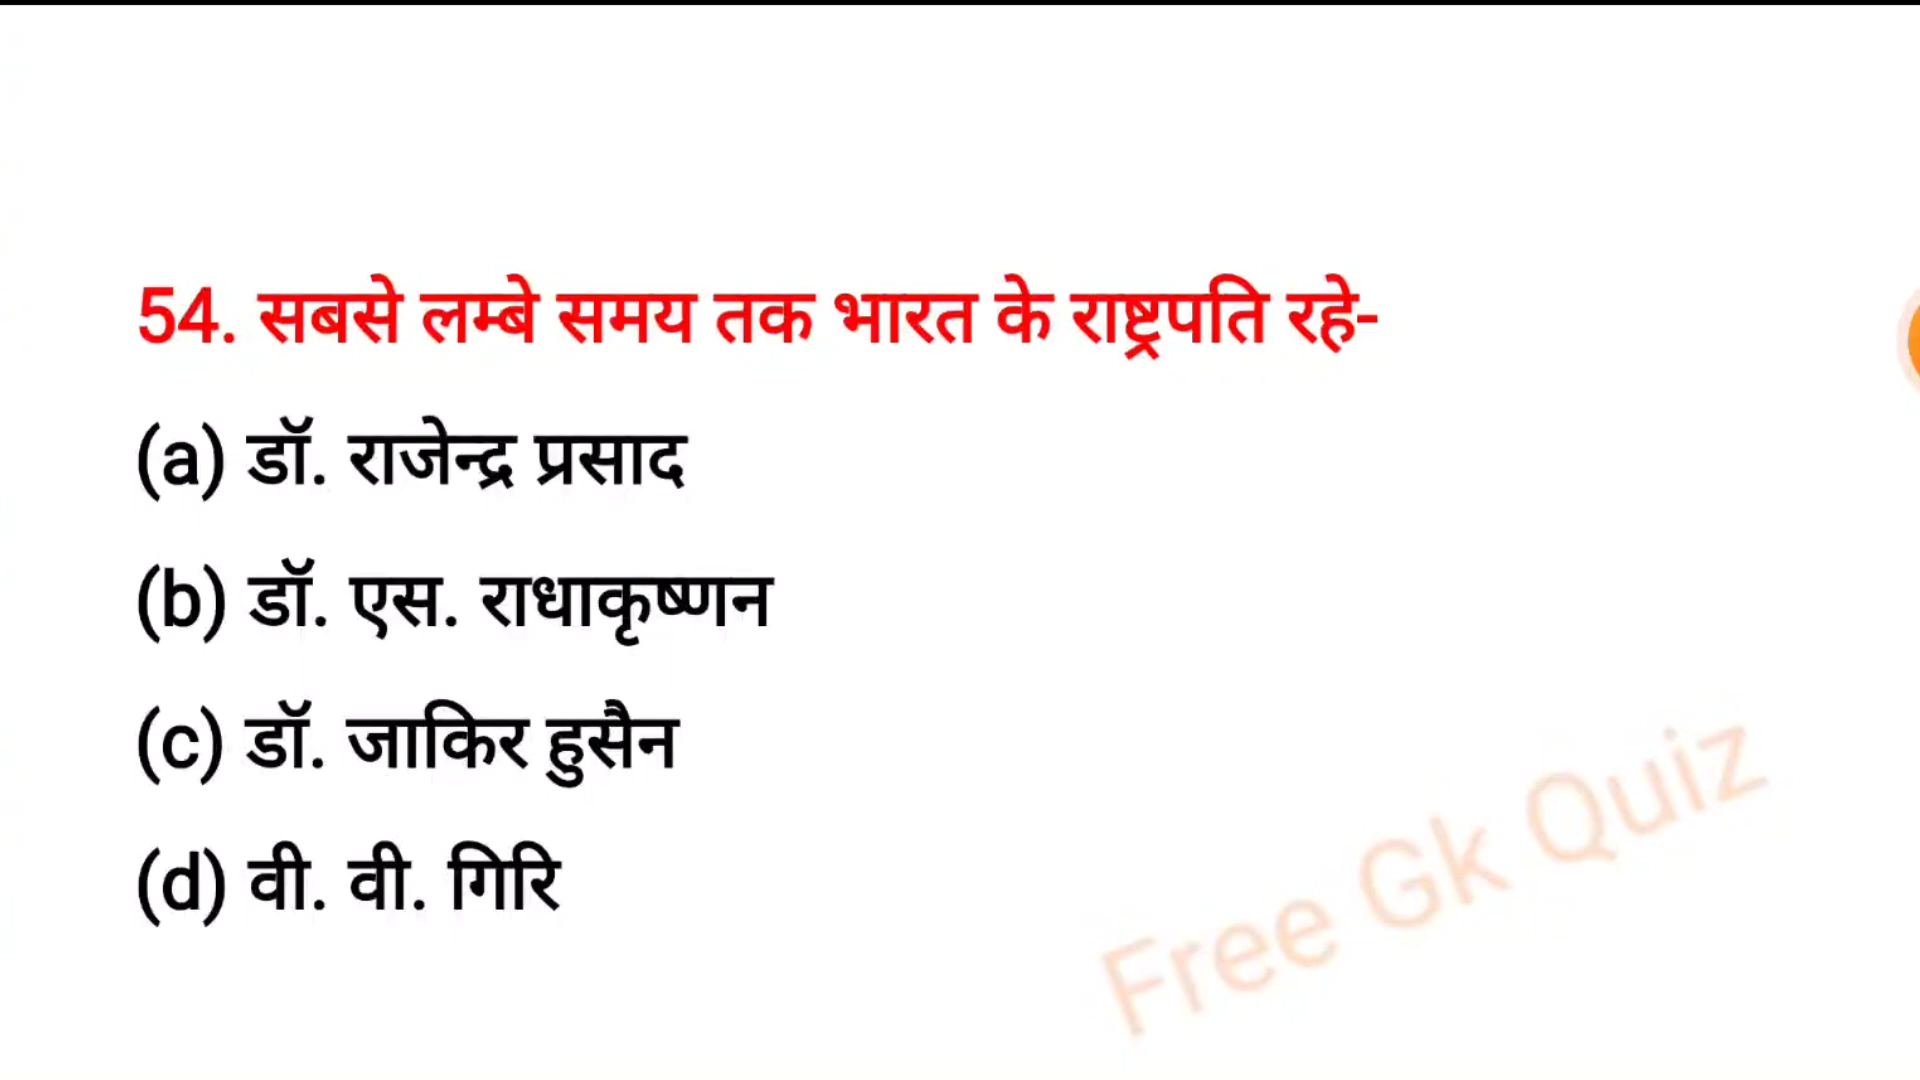 54. सबसे लम्बे समय तक भारत के राष्ट्रपति रहे-
(a) डॉ. राजेन्द्र प्रसाद
(b) डॉ. एस. राधाकृष्णन
(c) डॉ. जाकिर हुसैन
(d) वी. वी. गिरि
Free Gk Quiz